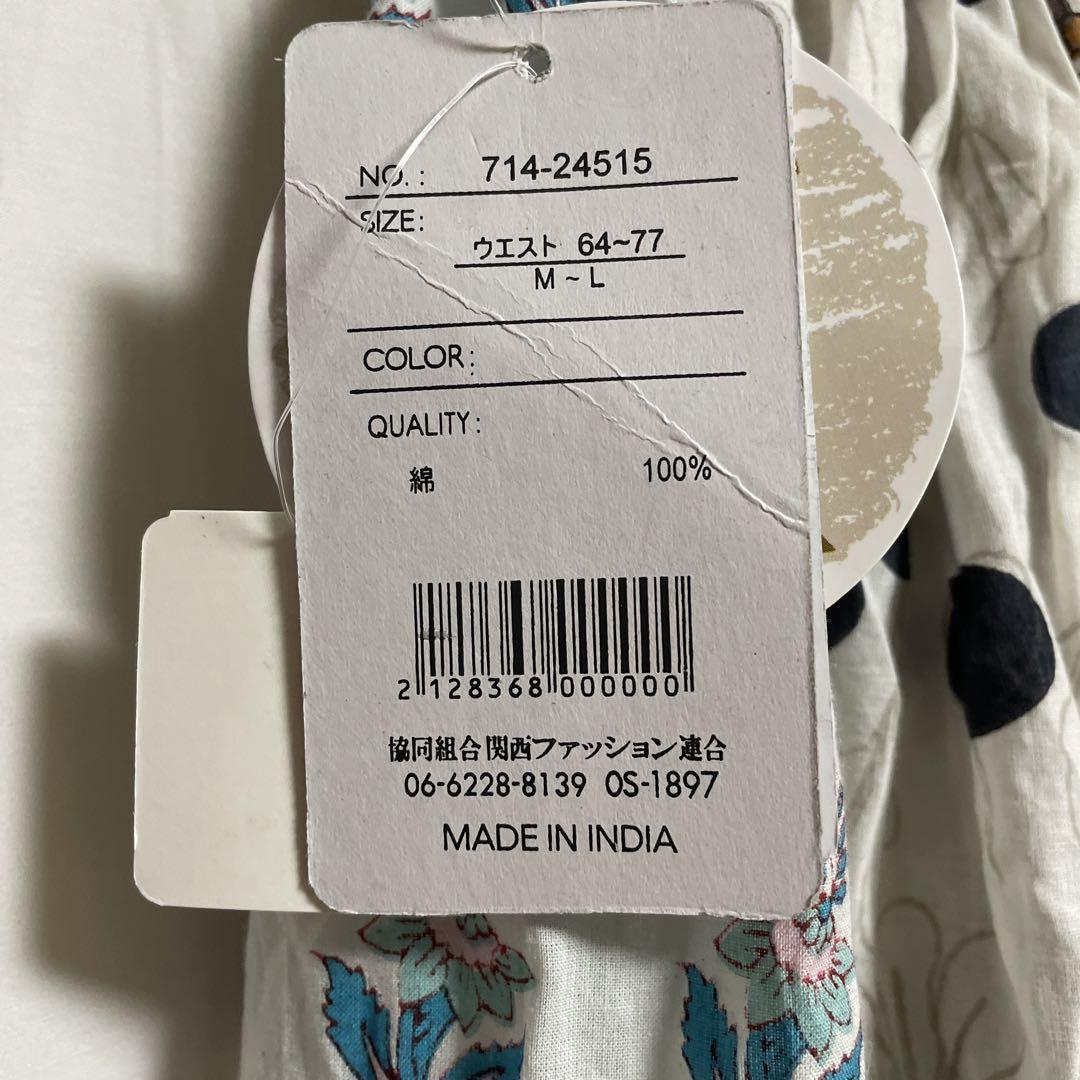 NO.: 714-24515
SIZE:
ウエスト 64~77
M ~ L
COLOR:
QUALITY:
綿 100%
2 128368 000000
協同組合 関西ファッション連合
06-6228-8139 OS-1897
MADE IN INDIA